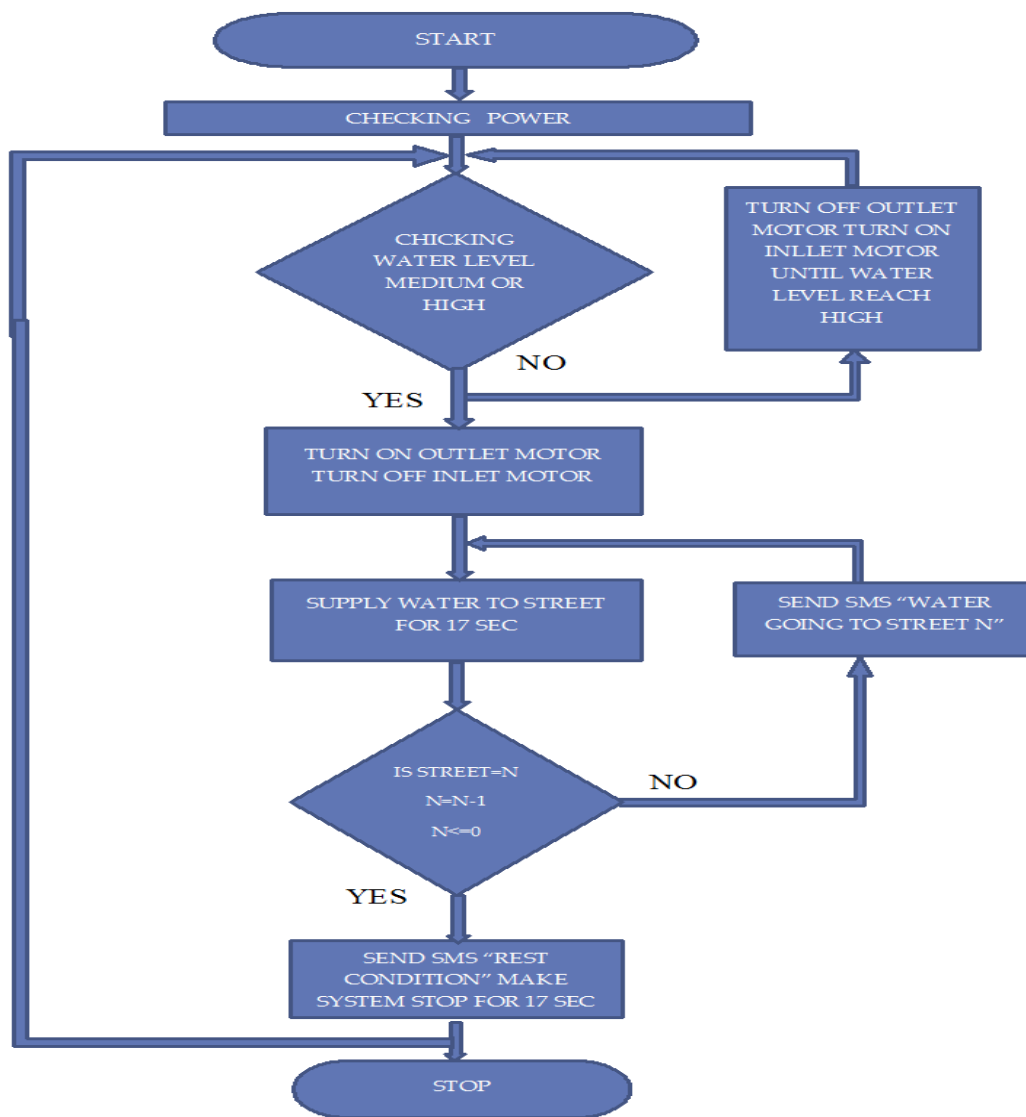 START
CHECKING POWER
CHICKING
WATER LEVEL
MEDIUM OR
HIGH
TURN OFF OUTLET
MOTOR TURN ON
INLLET MOTOR
UNTIL WATER
LEVEL REACH
HIGH
NO
YES
TURN ON OUTLET MOTOR
TURN OFF INLET MOTOR
SUPPLY WATER TO STREET
FOR 17 SEC
SEND SMS “WATER
GOING TO STREET N”
IS STREET=N
N=N-1
N<=0
NO
YES
SEND SMS “REST
CONDITION” MAKE
SYSTEM STOP FOR 17 SEC
STOP